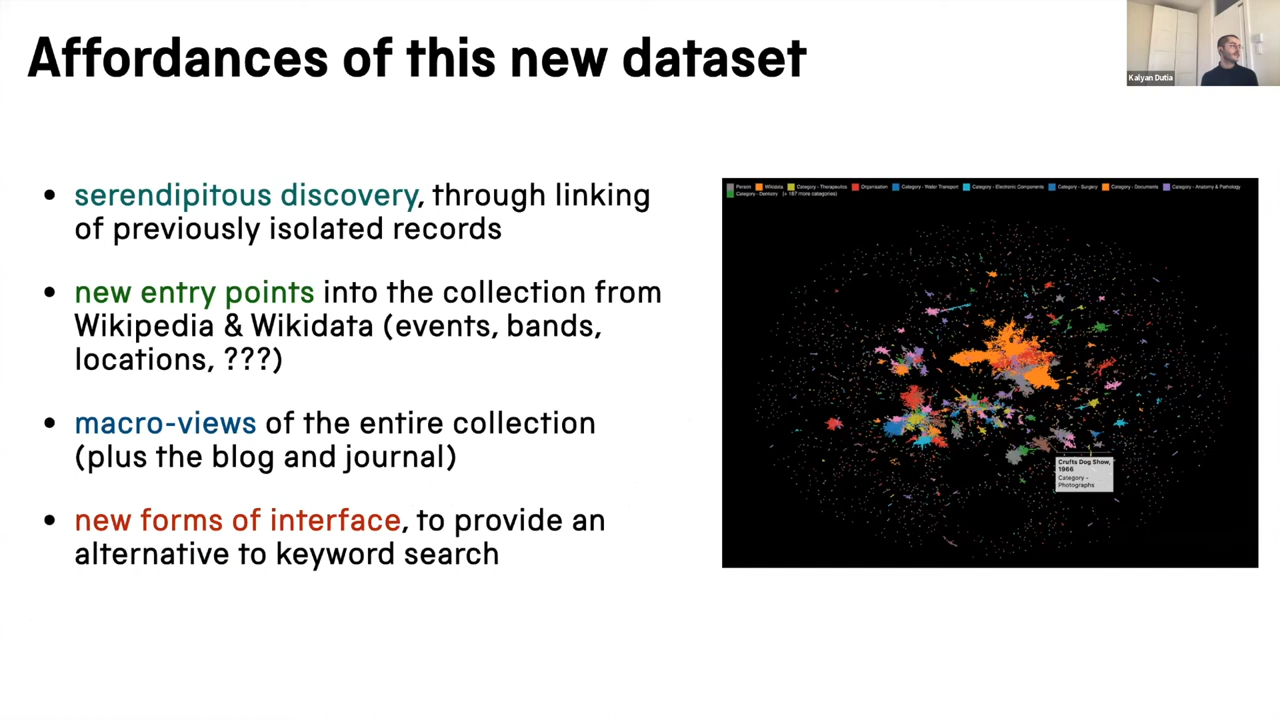 Affordances of this new dataset
Kalyan Dutia
• serendipitous discovery, through linking
of previously isolated records
• new entry points into the collection from
Wikipedia & Wikidata (events, bands,
locations, ???)
• macro-views of the entire collection
(plus the blog and journal)
• new forms of interface, to provide an
alternative to keyword search
Person Wikidata Category - Therapeutics Organisation Category - Water Transport Category - Electronic Components Category - Surgery Category - Documents Category - Anatomy & Pathology
Category - Dentistry (+ 187 more categories)
Crufts Dog Show,
1966
Category -
Photographs